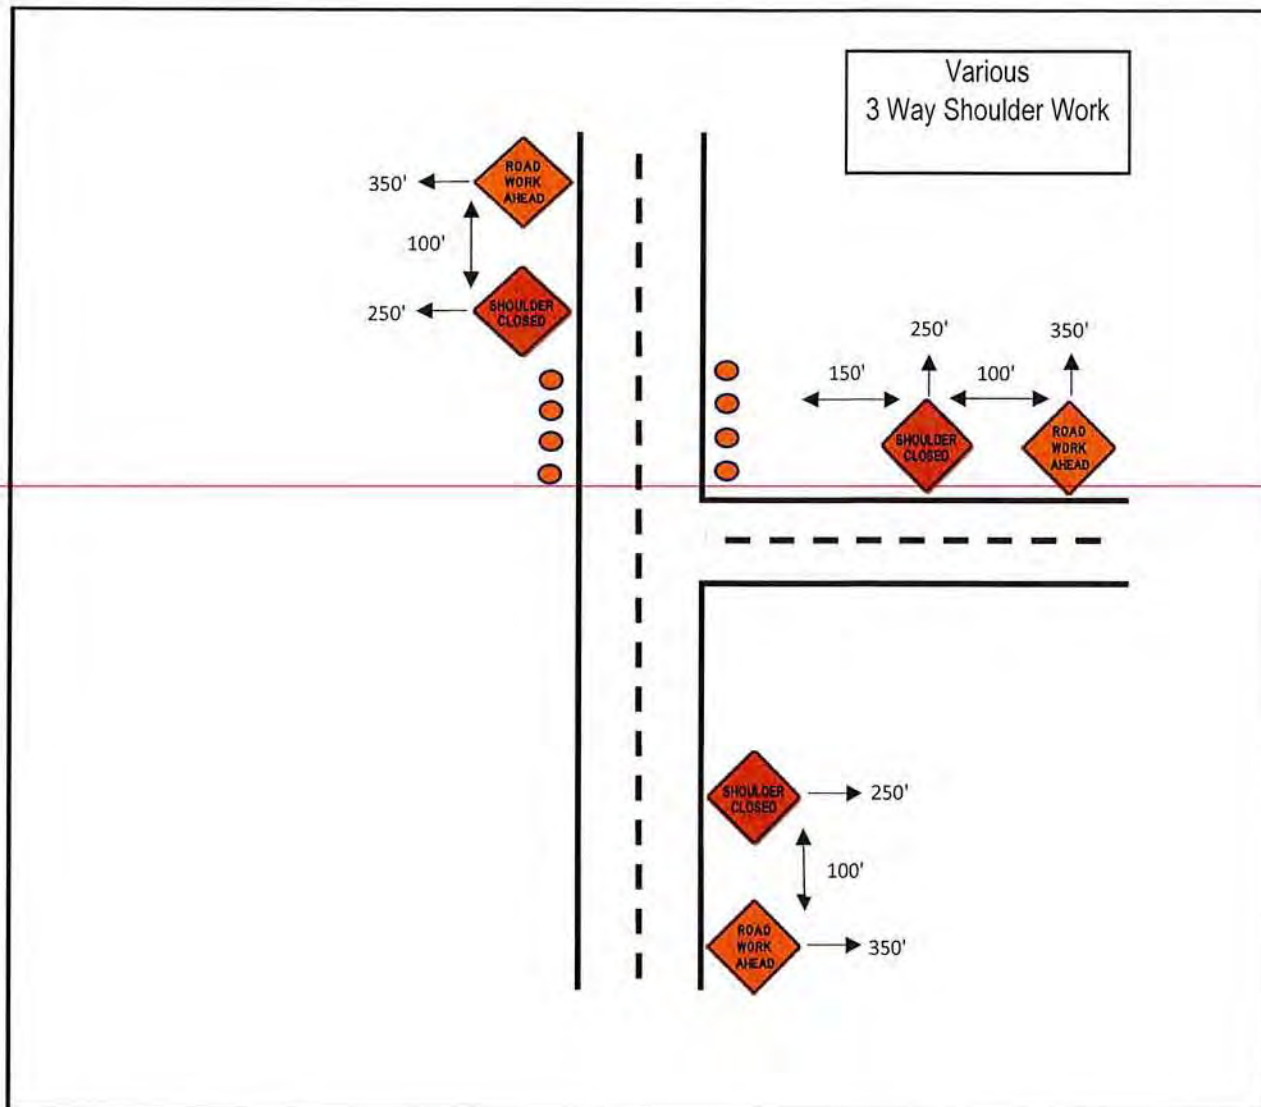 Various
3 Way Shoulder Work
ROAD
WORK
AHEAD
350'
100'
SHOULDER
CLOSED
250'
250'
350'
150'
100'
SHOULDER
CLOSED
ROAD
WORK
AHEAD
SHOULDER
CLOSED
250'
100'
ROAD
WORK
AHEAD
350'